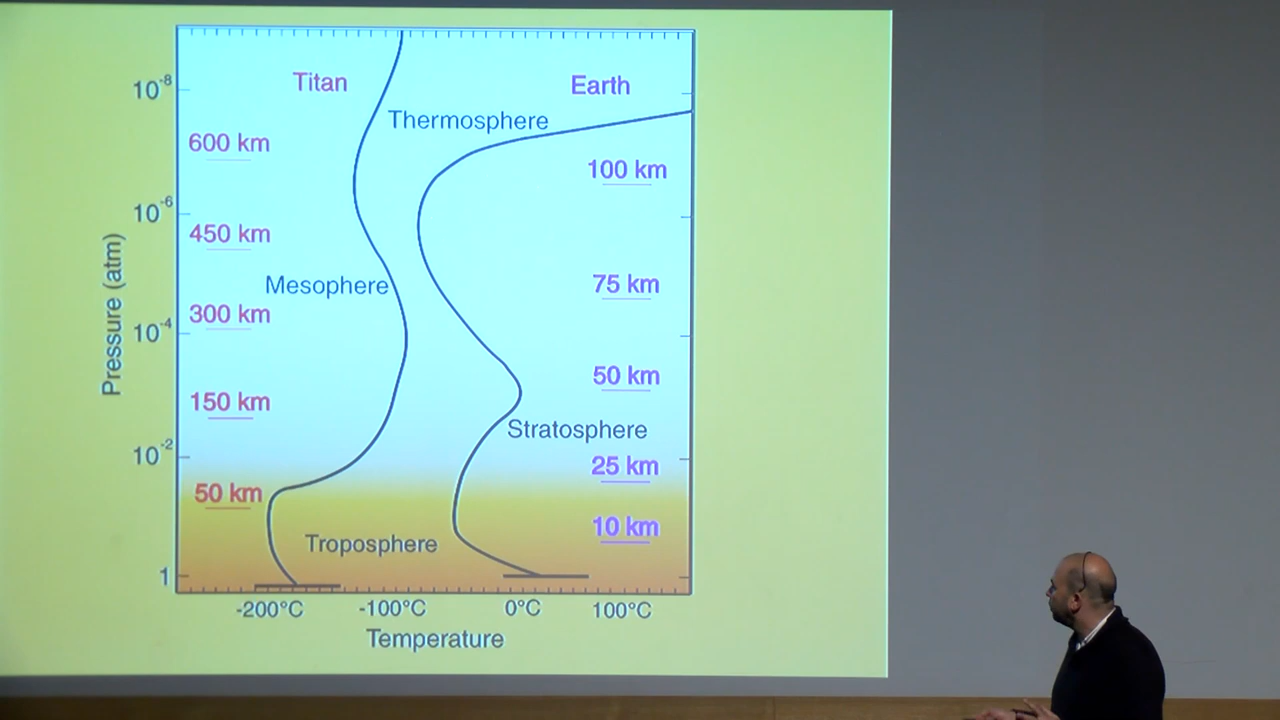 Titan
Earth
Thermosphere
Mesophere
Stratosphere
Troposphere
10-8
10-6
10-4
10-2
1
Pressure (atm)
600 km
450 km
300 km
150 km
50 km
100 km
75 km
50 km
25 km
10 km
-200°C
-100°C
0°C
100°C
Temperature